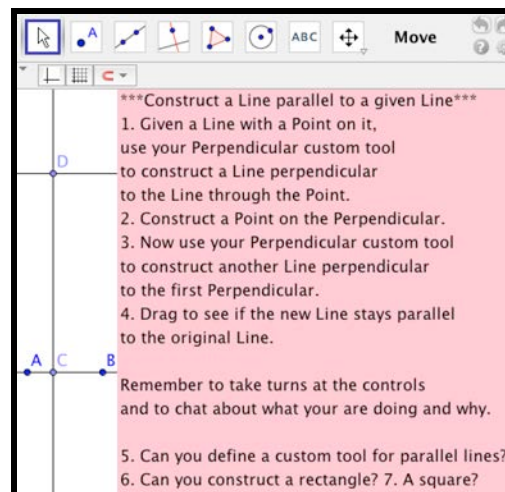 A
ABC
Move
***Construct a Line parallel to a given Line***
1. Given a Line with a Point on it,
use your Perpendicular custom tool
to construct a Line perpendicular
to the Line through the Point.
2. Construct a Point on the Perpendicular.
3. Now use your Perpendicular custom tool
to construct another Line perpendicular
to the first Perpendicular.
4. Drag to see if the new Line stays parallel
to the original Line.
Remember to take turns at the controls
and to chat about what your are doing and why.
5. Can you define a custom tool for parallel lines?
6. Can you construct a rectangle? 7. A square?
D
A C B